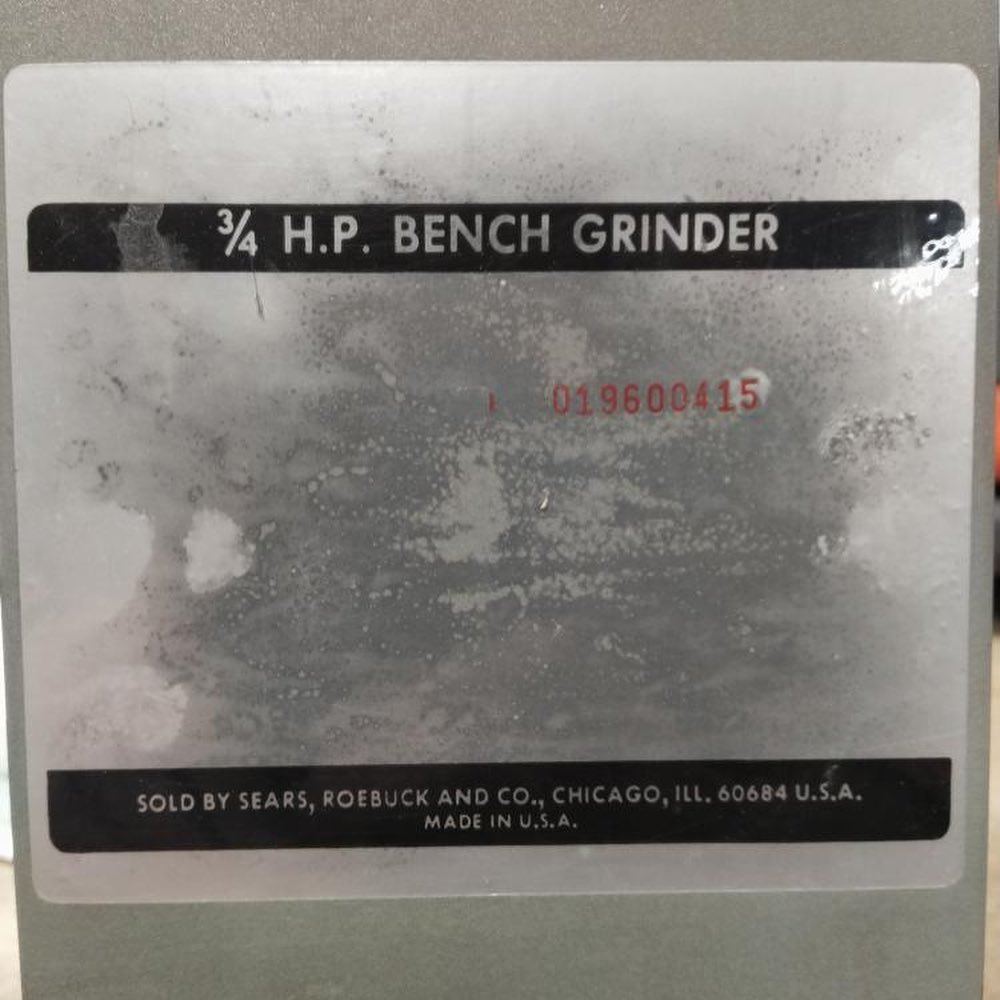 3/4 H.P. BENCH GRINDER
019600415
SOLD BY SEARS, ROEBUCK AND CO., CHICAGO, ILL. 60684 U.S.A.
MADE IN U.S.A.